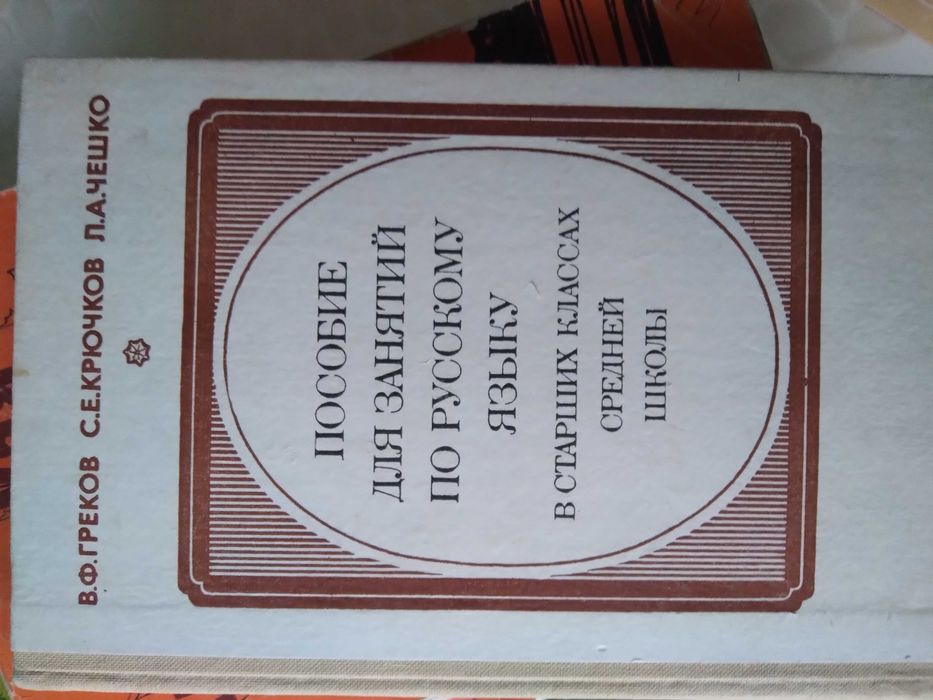 В.Ф.ГРЕКОВ С.Е.КРЮЧКОВ Л.А.ЧЕШКО
ПОСОБИЕ
ДЛЯ ЗАНЯТИЙ
ПО РУССКОМУ
ЯЗЫКУ
В СТАРШИХ КЛАССАХ
СРЕДНЕЙ
ШКОЛЫ